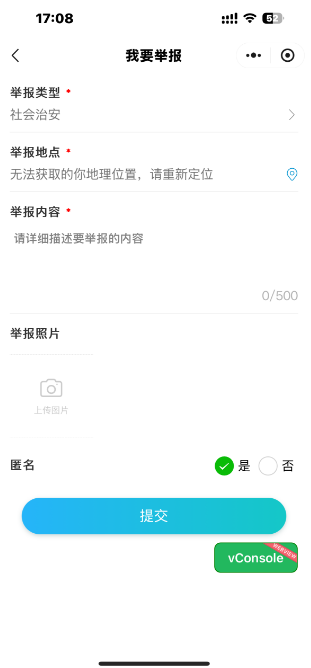 17:08
52
我要举报
举报类型 *
社会治安
举报地点 *
无法获取的你地理位置，请重新定位
举报内容 *
请详细描述要举报的内容
0/500
举报照片
上传图片
匿名
是 否
提交
vConsole